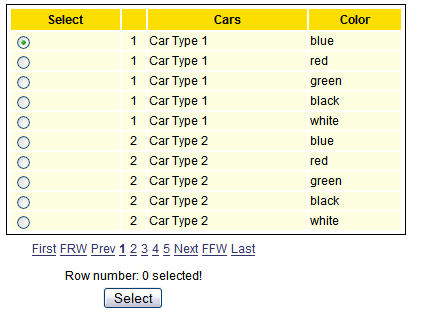 Select Cars Color
1 Car Type 1 blue
1 Car Type 1 red
1 Car Type 1 green
1 Car Type 1 black
1 Car Type 1 white
2 Car Type 2 blue
2 Car Type 2 red
2 Car Type 2 green
2 Car Type 2 black
2 Car Type 2 white
First FRW Prev 1 2 3 4 5 Next FFW Last
Row number: 0 selected!
Select